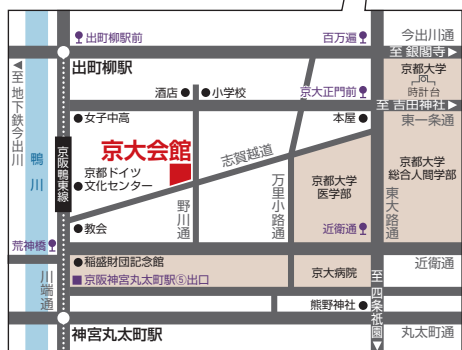 出町柳駅前
百万遍
今出川通
至 銀閣寺
出町柳駅
京都大学
時計台
至 地下鉄今出川
酒店
小学校
京大正門前
至 吉田神社
女子中高
本屋
東一条通
京大会館
志賀越道
鴨川
京阪鴨東線
京都ドイツ
文化センター
京都大学
医学部
京都大学
総合人間学部
野川通
万里小路通
東大路通
教会
近衛通
荒神橋
稲盛財団記念館
京阪神宮丸太町駅⑤出口
京大病院
近衛通
川端通
至 四条祇園
熊野神社
神宮丸太町駅
丸太町通